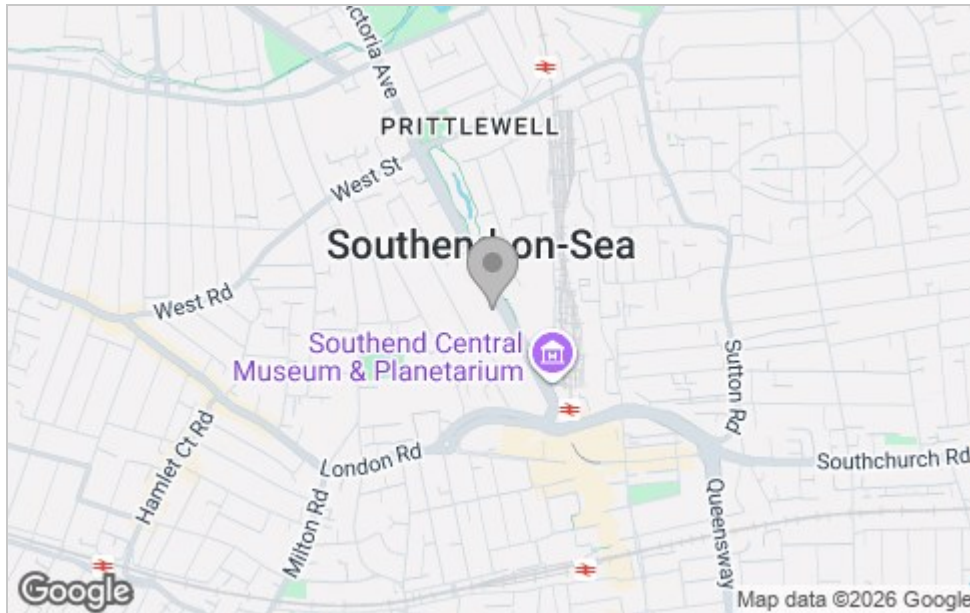 Victoria Ave
PRITTLEWELL
West St
Southend-on-Sea
West Rd
Southend Central
Museum & Planetarium
Sutton Rd
Hamlet Ct Rd
London Rd
Southchurch Rd
Milton Rd
Queensway
Google
Map data ©2026 Google